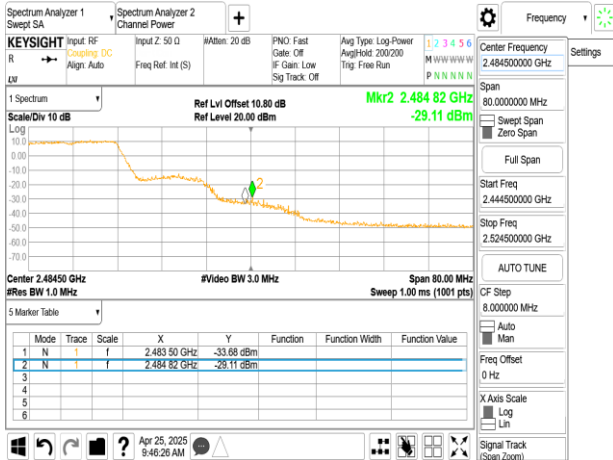 Spectrum Analyzer 1
Swept SA
Spectrum Analyzer 2
Channel Power
+
Frequency
KEYSIGHT
R
Input: RF
Coupling: DC
Align: Auto
Input Z: 50 Ω
Freq Ref: Int (S)
#Atten: 20 dB
PNO: Fast
Gate: Off
IF Gain: Low
Sig Track: Off
Avg Type: Log-Power
Avg|Hold: 200/200
Trig: Free Run
1 2 3 4 5 6
M W W W W W
P N N N N N
1 Spectrum
Scale/Div 10 dB
Ref Lvl Offset 10.80 dB
Ref Level 20.00 dBm
Mkr2 2.484 82 GHz
-29.11 dBm
Log
10.0
0.00
-10.0
-20.0
-30.0
-40.0
-50.0
-60.0
-70.0
2
Center 2.48450 GHz
#Res BW 1.0 MHz
#Video BW 3.0 MHz
Span 80.00 MHz
Sweep 1.00 ms (1001 pts)
5 Marker Table
Mode Trace Scale X Y Function Function Width Function Value
1 N 1 f 2.483 50 GHz -33.68 dBm
2 N 1 f 2.484 82 GHz -29.11 dBm
3
4
5
6
?
Apr 25, 2025
9:46:26 AM
Center Frequency
2.484500000 GHz
Settings
Span
80.0000000 MHz
Swept Span
Zero Span
Full Span
Start Freq
2.444500000 GHz
Stop Freq
2.524500000 GHz
AUTO TUNE
CF Step
8.000000 MHz
Auto
Man
Freq Offset
0 Hz
X Axis Scale
Log
Lin
Signal Track
(Span Zoom)